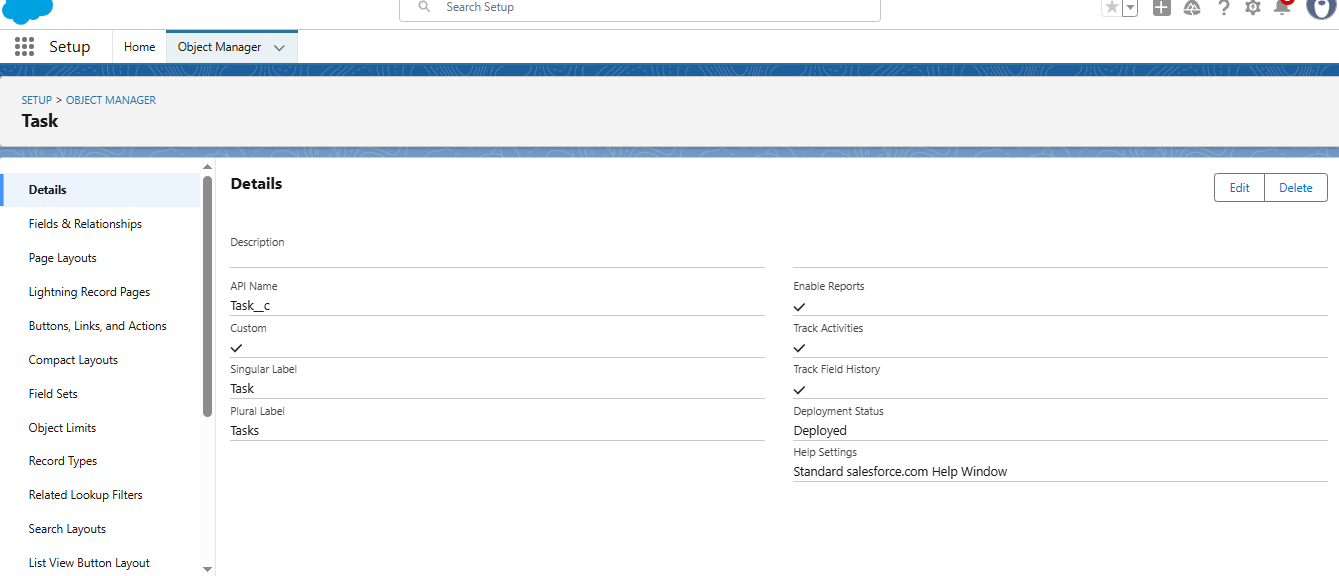 Search Setup
Setup
Home
Object Manager
SETUP > OBJECT MANAGER
Task
Details
Fields & Relationships
Page Layouts
Lightning Record Pages
Buttons, Links, and Actions
Compact Layouts
Field Sets
Object Limits
Record Types
Related Lookup Filters
Search Layouts
List View Button Layout
Details
Edit
Delete
Description
API Name
Task__c
Custom
Singular Label
Task
Plural Label
Tasks
Enable Reports
Track Activities
Track Field History
Deployment Status
Deployed
Help Settings
Standard salesforce.com Help Window